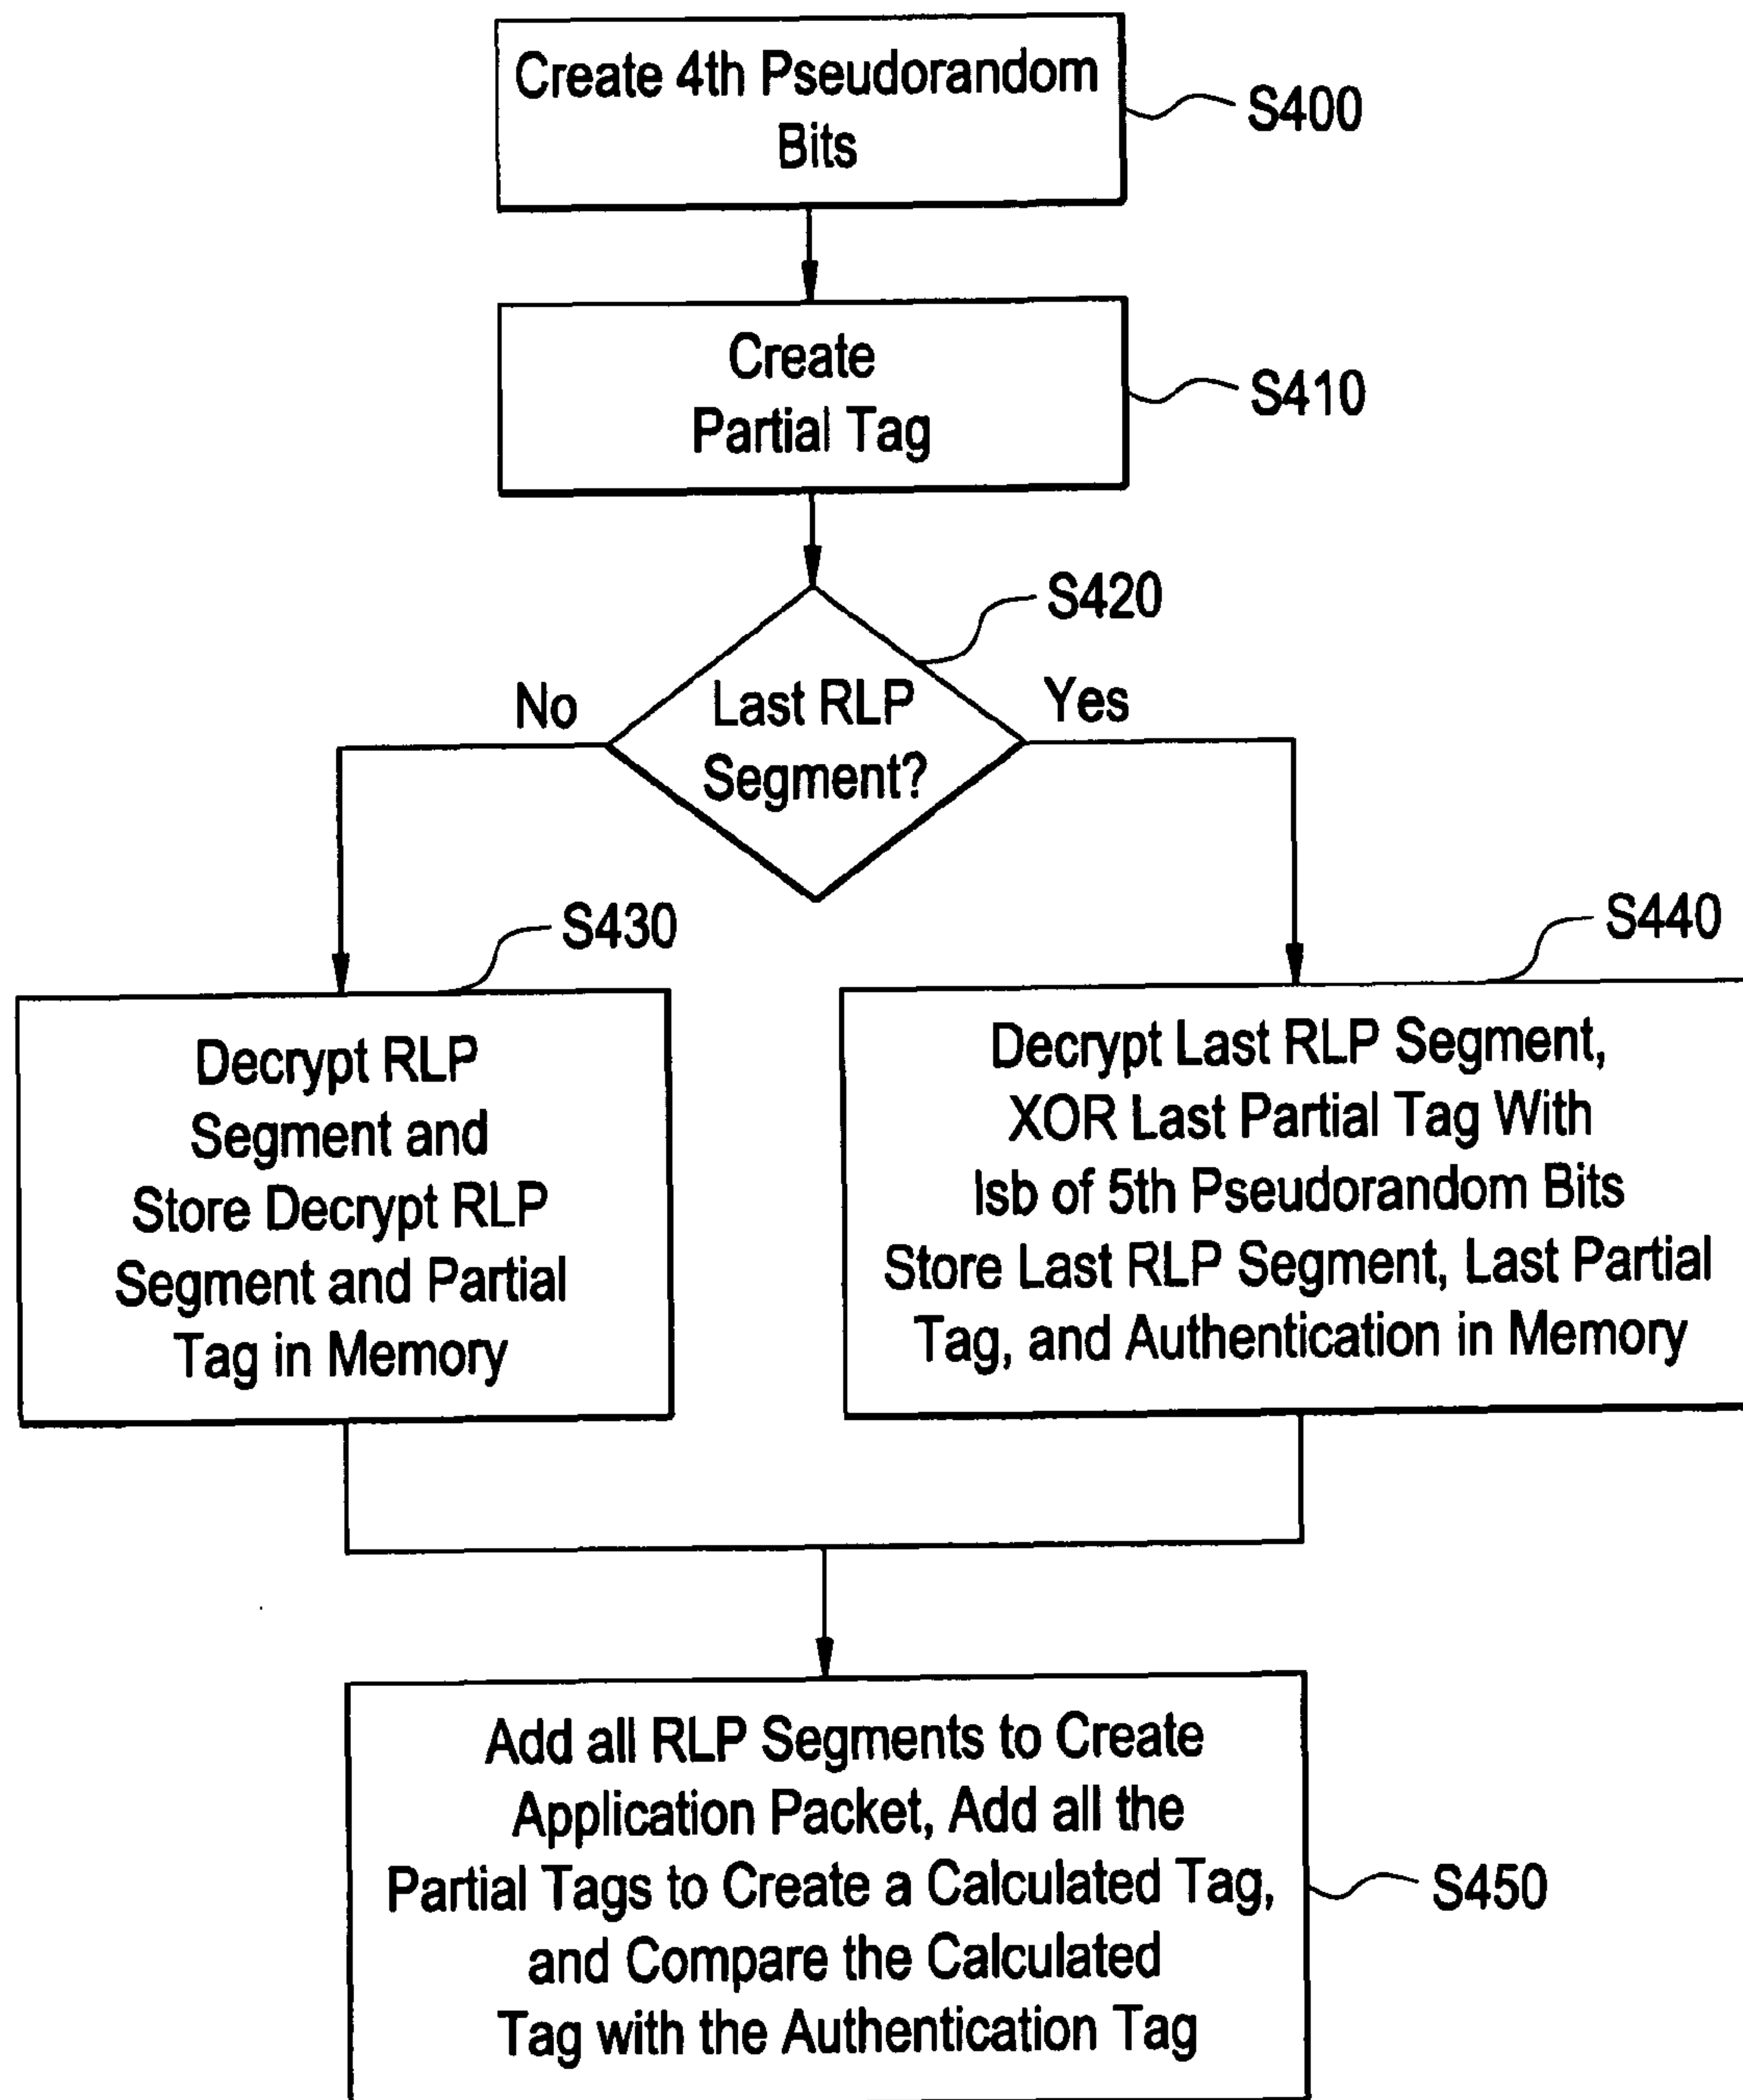 Create 4th Pseudorandom
Bits
S400
Create
Partial Tag
S410
S420
Last RLP
Segment?
No
Yes
S430
Decrypt RLP
Segment and
Store Decrypt RLP
Segment and Partial
Tag in Memory
S440
Decrypt Last RLP Segment,
XOR Last Partial Tag With
lsb of 5th Pseudorandom Bits
Store Last RLP Segment, Last Partial
Tag, and Authentication in Memory
Add all RLP Segments to Create
Application Packet, Add all the
Partial Tags to Create a Calculated Tag,
and Compare the Calculated
Tag with the Authentication Tag
S450